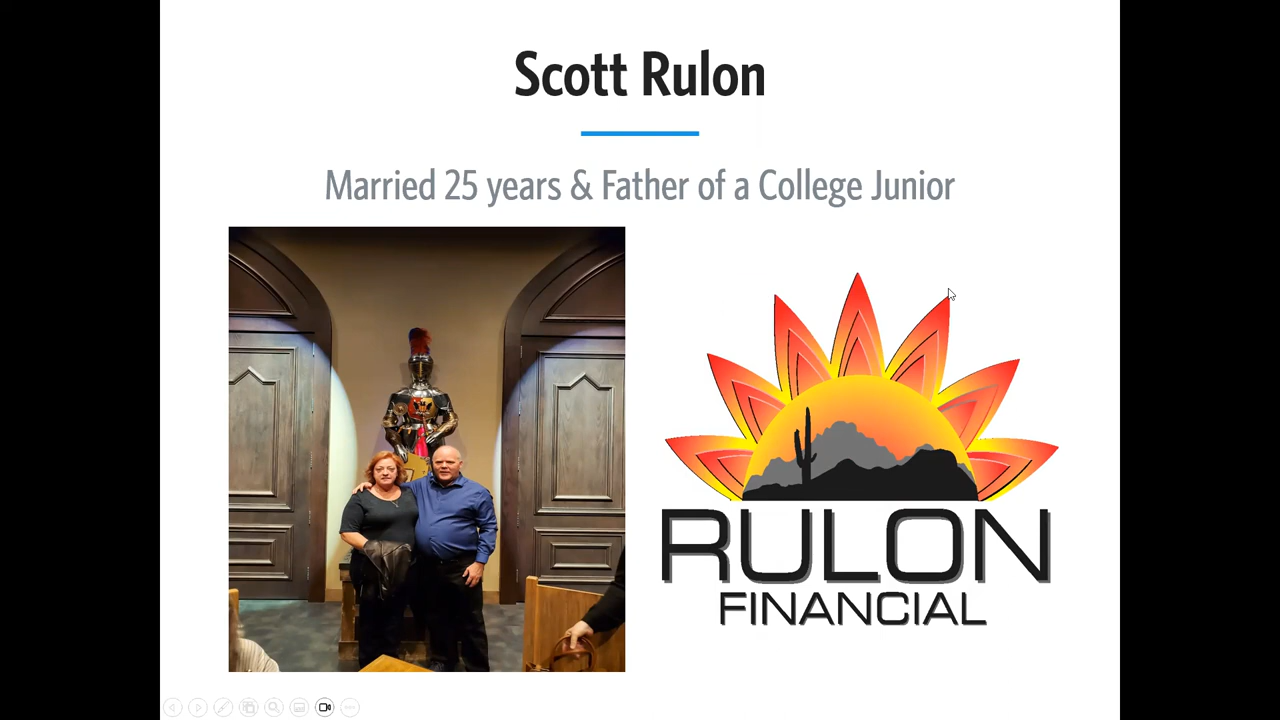 Scott Rulon
Married 25 years & Father of a College Junior
RULON
FINANCIAL